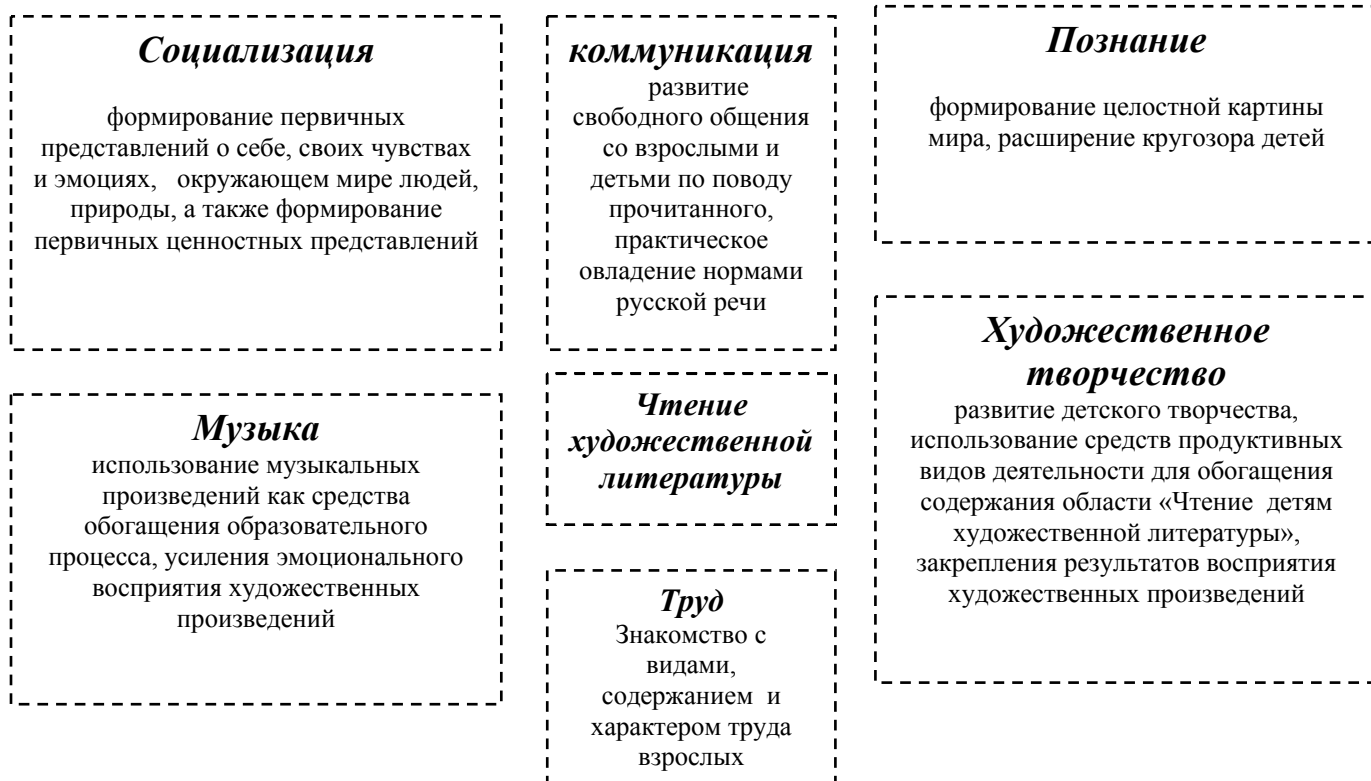 Социализация
формирование первичных
представлений о себе, своих чувствах
и эмоциях, окружающем мире людей,
природы, а также формирование
первичных ценностных представлений
коммуникация
развитие
свободного общения
со взрослыми и
детьми по поводу
прочитанного,
практическое
овладение нормами
русской речи
Познание
формирование целостной картины
мира, расширение кругозора детей
Музыка
использование музыкальных
произведений как средства
обогащения образовательного
процесса, усиления эмоционального
восприятия художественных
произведений
Чтение
художественной
литературы
Художественное
творчество
развитие детского творчества,
использование средств продуктивных
видов деятельности для обогащения
содержания области «Чтение детям
художественной литературы»,
закрепления результатов восприятия
художественных произведений
Труд
Знакомство с
видами,
содержанием и
характером труда
взрослых